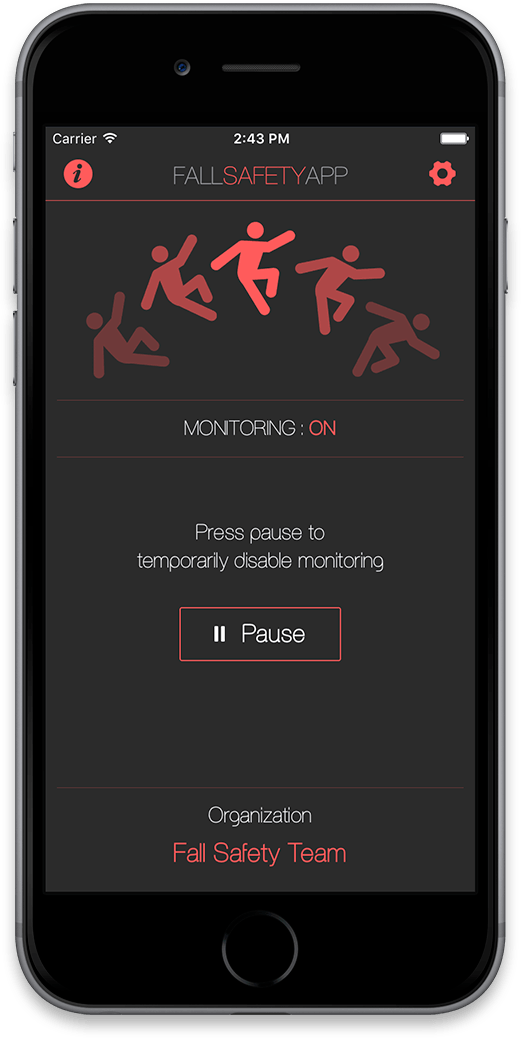 Carrier 2:43 PM
FALLSAFETYAPP
MONITORING : ON
Press pause to
temporarily disable monitoring
Pause
Organization
Fall Safety Team